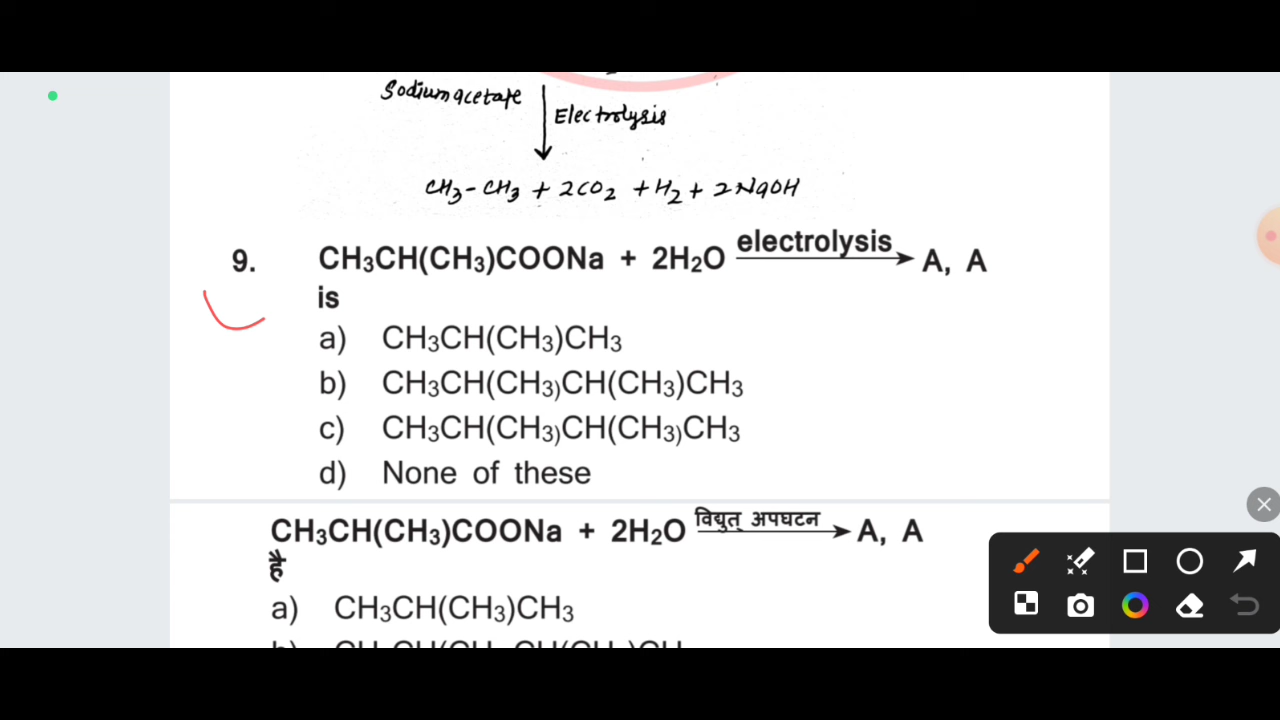 Sodium acetate
Electrolysis
CH₃-CH₃ + 2CO₂ + H₂ + 2NaOH
9. CH₃CH(CH₃)COONa + 2H₂O electrolysis A, A
is
a) CH₃CH(CH₃)CH₃
b) CH₃CH(CH₃)CH(CH₃)CH₃
c) CH₃CH(CH₃)CH(CH₃)CH₃
d) None of these
CH₃CH(CH₃)COONa + 2H₂O विद्युत् अपघटन A, A
है
a) CH₃CH(CH₃)CH₃